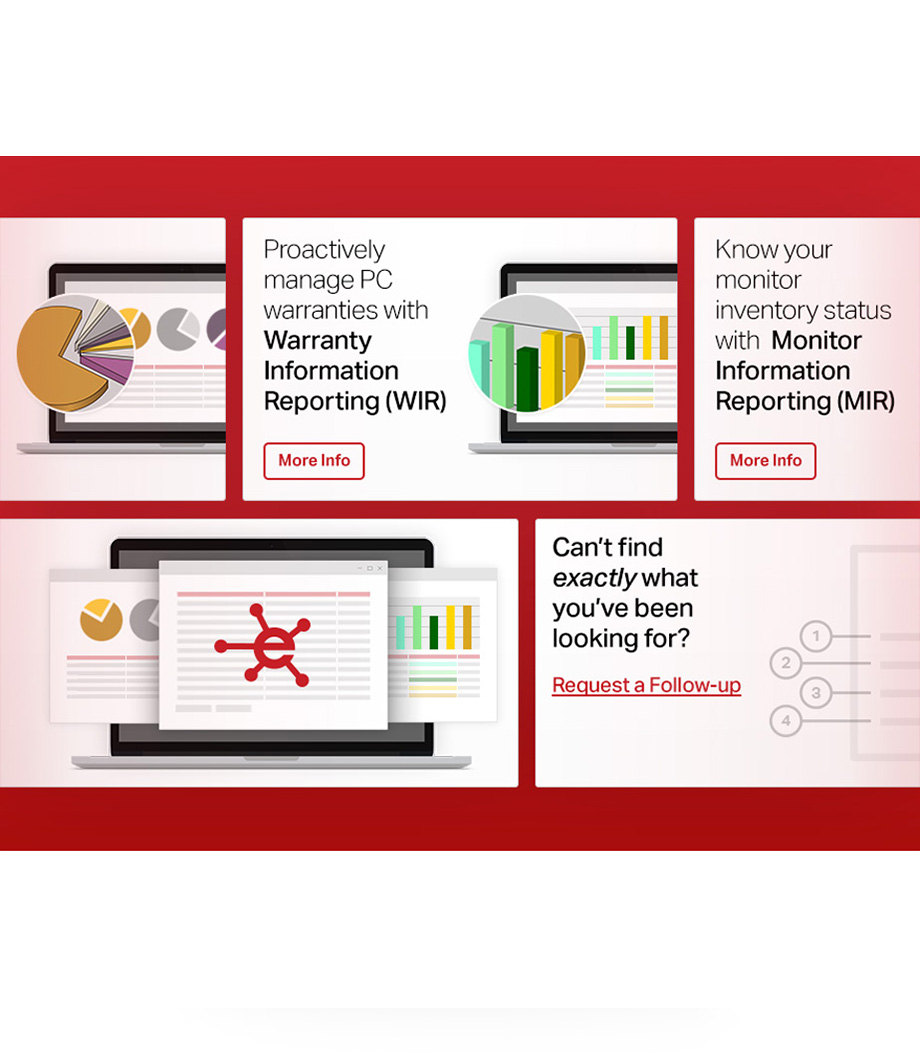 Proactively
manage PC
warranties with
Warranty
Information
Reporting (WIR)
More Info
Know your
monitor
inventory status
with Monitor
Information
Reporting (MIR)
More Info
e
Can't find
exactly what
you've been
looking for?
Request a Follow-up
1
2
3
4